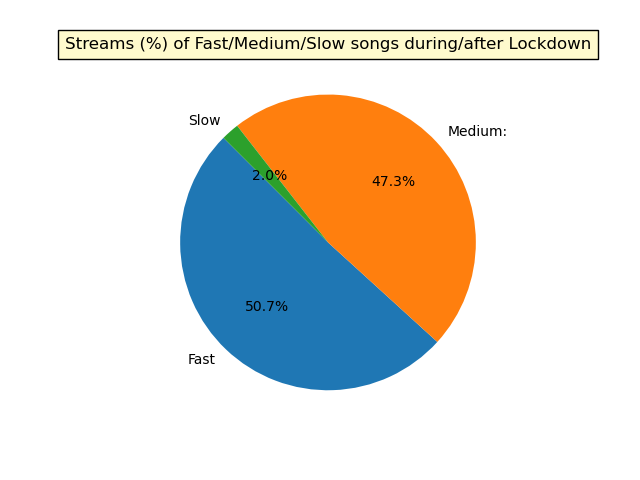 Streams (%) of Fast/Medium/Slow songs during/after Lockdown
Slow
Medium:
2.0%
47.3%
50.7%
Fast